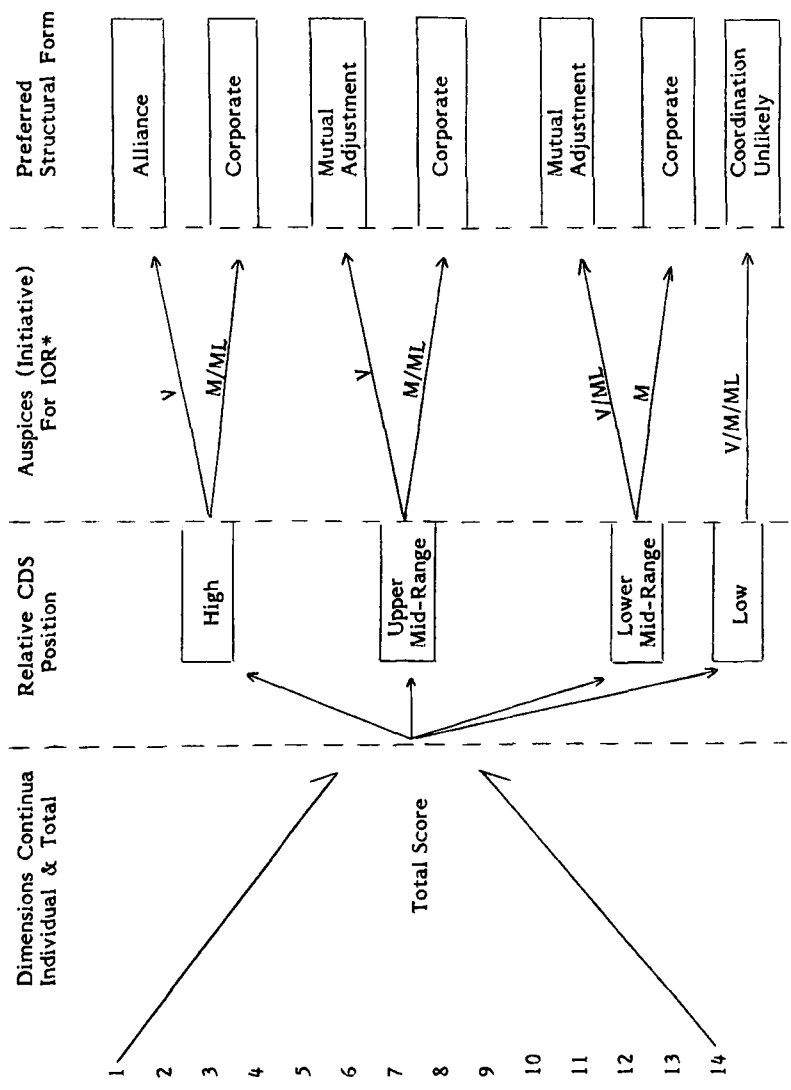 Dimensions Continua
Individual & Total
Relative CDS
Position
Auspices (Initiative)
For IOR*
Preferred
Structural Form
1
2
3
4
5
6
7
8
9
10
11
12
13
14
Total Score
High
Upper
Mid-Range
Lower
Mid-Range
Low
V
M/ML
V
M/ML
V/ML
M
V/M/ML
Alliance
Corporate
Mutual
Adjustment
Corporate
Mutual
Adjustment
Corporate
Coordination
Unlikely